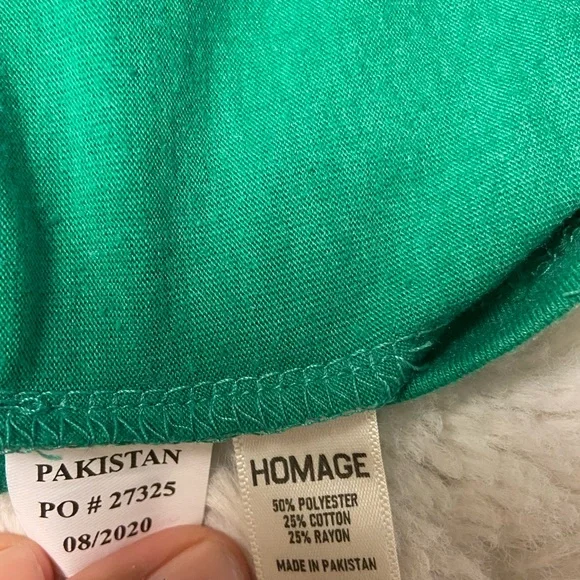 PAKISTAN
PO # 27325
08/2020
HOMAGE
50% POLYESTER
25% COTTON
25% RAYON
MADE IN PAKISTAN